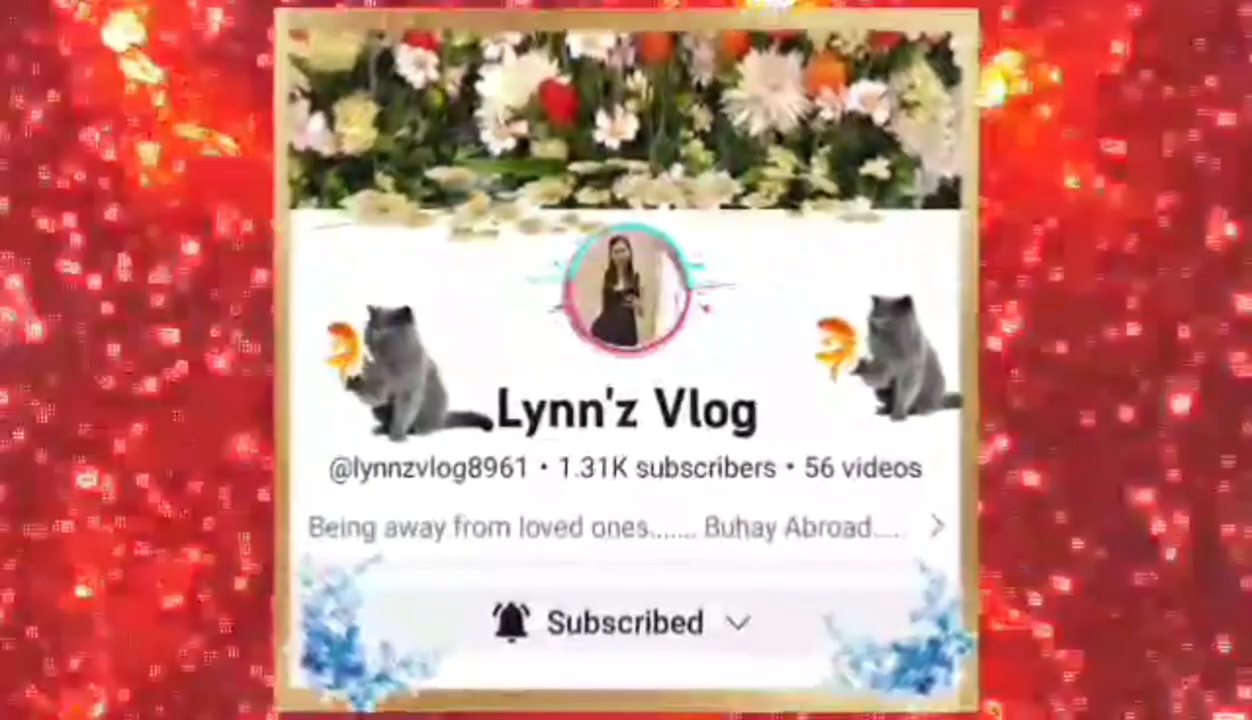 Lynn'z Vlog
@lynnzvlog8961 • 1.31K subscribers • 56 videos
Being away from loved ones....... Buhay Abroad....
Subscribed